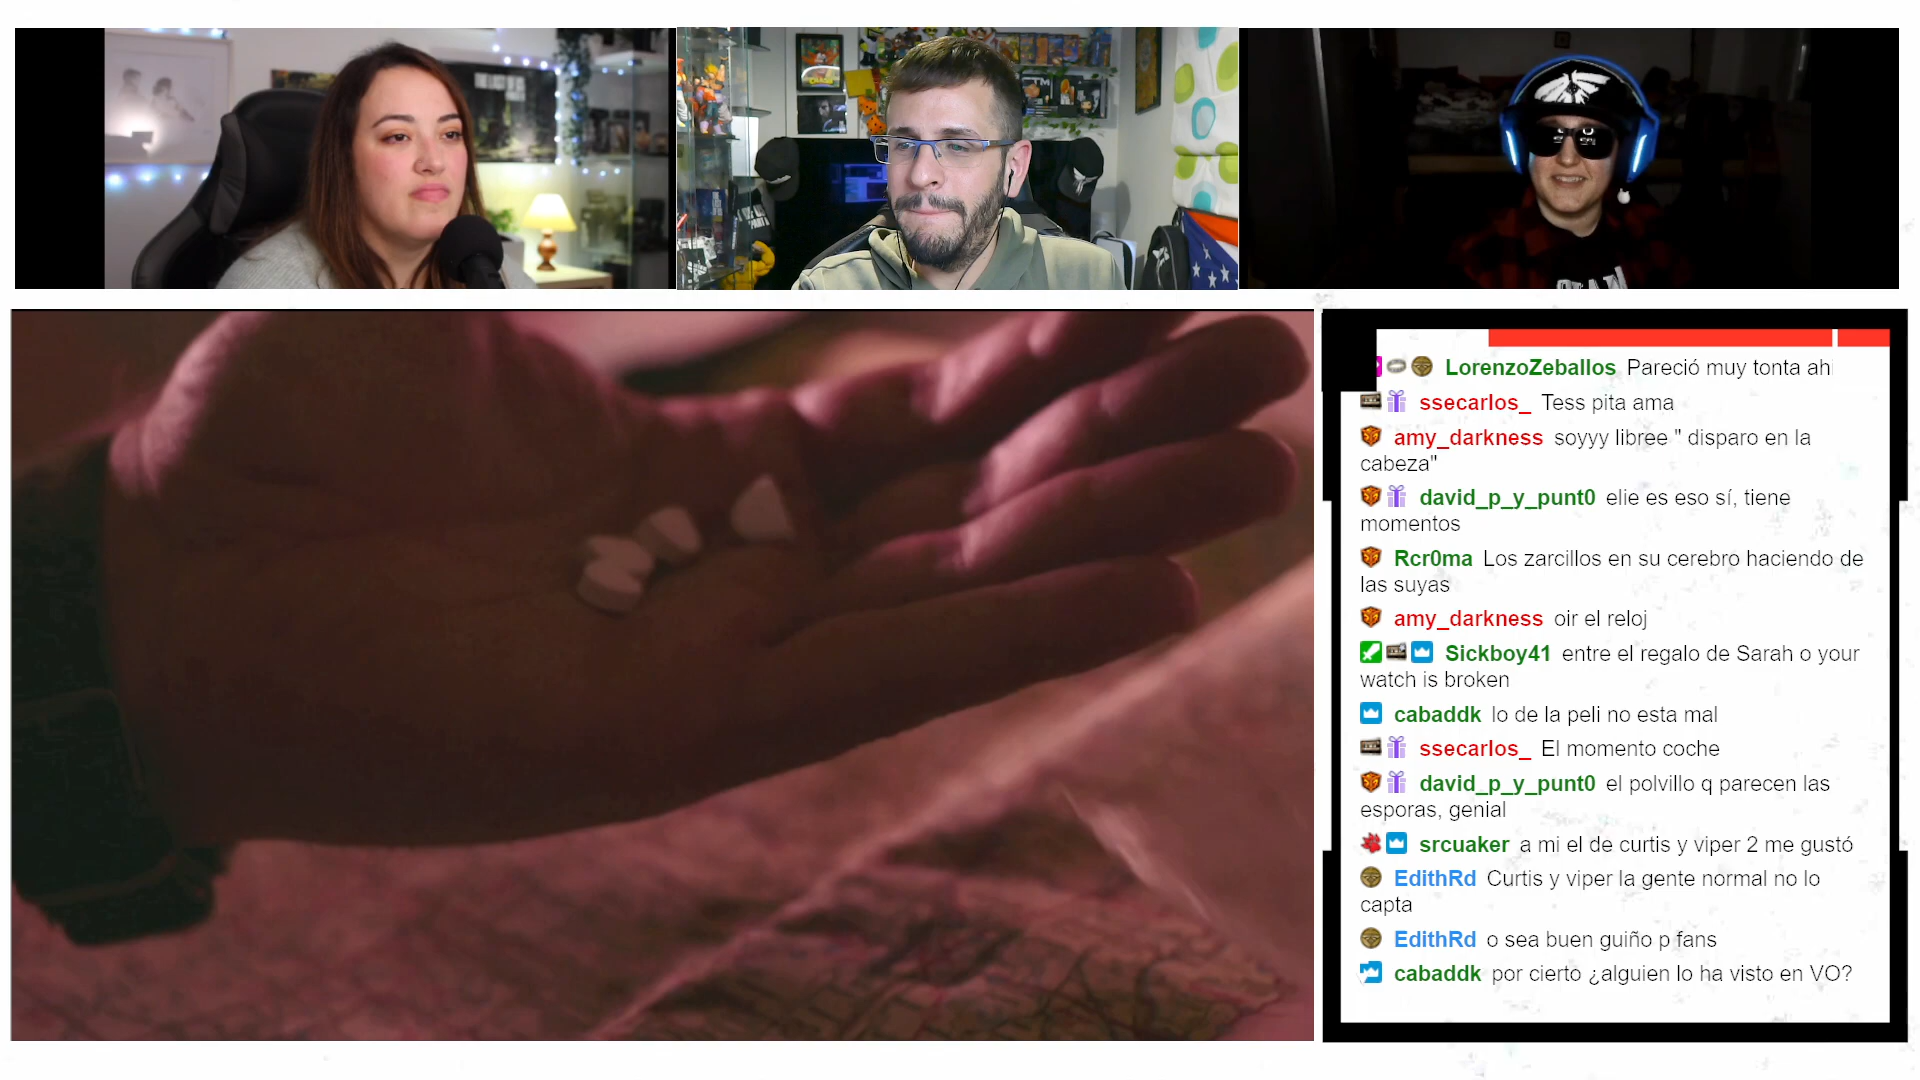 LorenzoZeballos Pareció muy tonta ahi
ssecarlos_ Tess pita ama
amy_darkness soyyy libree " disparo en la
cabeza"
david_p_y_punt0 elie es eso sí, tiene
momentos
Rcr0ma Los zarcillos en su cerebro haciendo de
las suyas
amy_darkness oir el reloj
Sickboy41 entre el regalo de Sarah o your
watch is broken
cabaddk lo de la peli no esta mal
ssecarlos_ El momento coche
david_p_y_punt0 el polvillo q parecen las
esporas, genial
srcuaker a mi el de curtis y viper 2 me gustó
EdithRd Curtis y viper la gente normal no lo
capta
EdithRd o sea buen guiño p fans
cabaddk por cierto ¿alguien lo ha visto en VO?